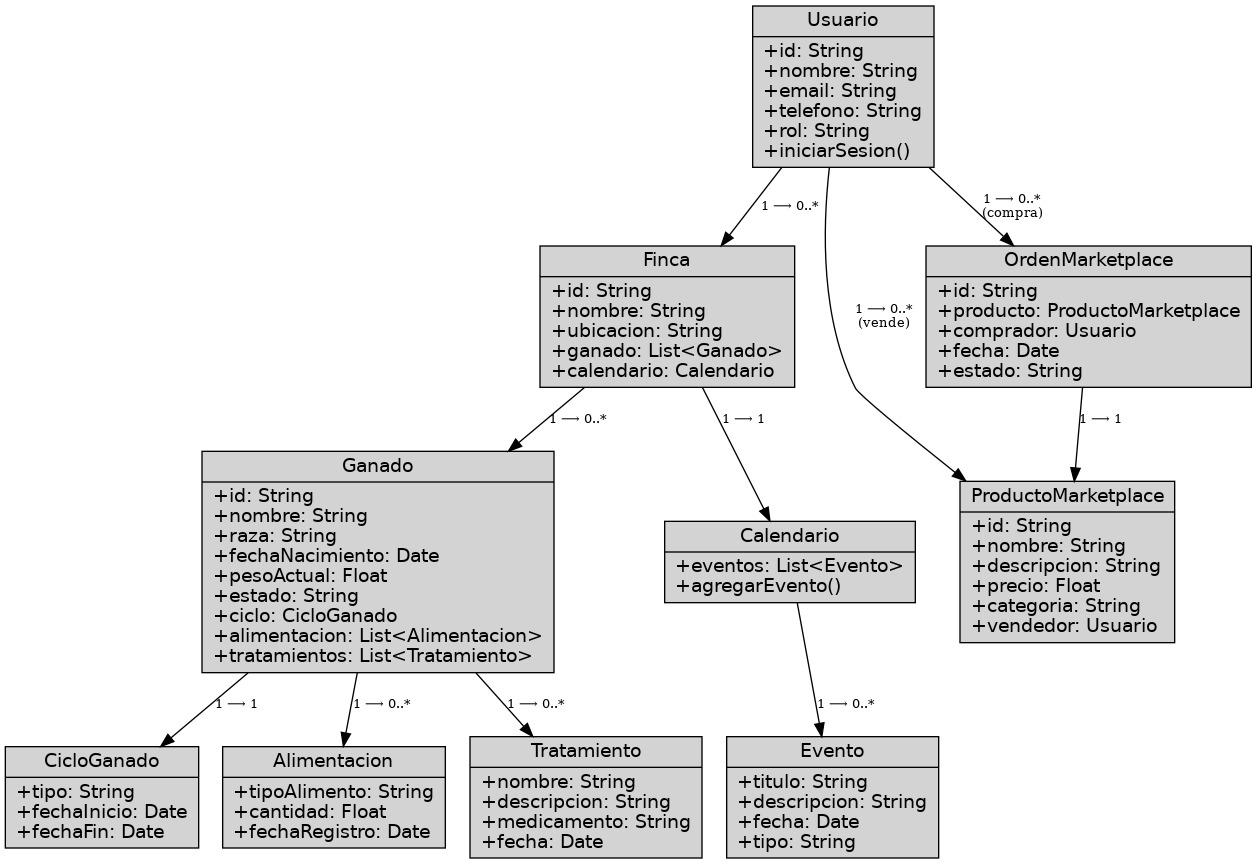 Usuario
+id: String
+nombre: String
+email: String
+telefono: String
+rol: String
+iniciarSesion()
1 ⟶ 0..*
1 ⟶ 0..*
(compra)
Finca
+id: String
+nombre: String
+ubicacion: String
+ganado: List<Ganado>
+calendario: Calendario
1 ⟶ 0..*
(vende)
OrdenMarketplace
+id: String
+producto: ProductoMarketplace
+comprador: Usuario
+fecha: Date
+estado: String
1 ⟶ 0..*
1 ⟶ 1
1 ⟶ 1
Ganado
+id: String
+nombre: String
+raza: String
+fechaNacimiento: Date
+pesoActual: Float
+estado: String
+ciclo: CicloGanado
+alimentacion: List<Alimentacion>
+tratamientos: List<Tratamiento>
Calendario
+eventos: List<Evento>
+agregarEvento()
ProductoMarketplace
+id: String
+nombre: String
+descripcion: String
+precio: Float
+categoria: String
+vendedor: Usuario
1 ⟶ 1
1 ⟶ 0..*
1 ⟶ 0..*
1 ⟶ 0..*
CicloGanado
+tipo: String
+fechaInicio: Date
+fechaFin: Date
Alimentacion
+tipoAlimento: String
+cantidad: Float
+fechaRegistro: Date
Tratamiento
+nombre: String
+descripcion: String
+medicamento: String
+fecha: Date
Evento
+titulo: String
+descripcion: String
+fecha: Date
+tipo: String